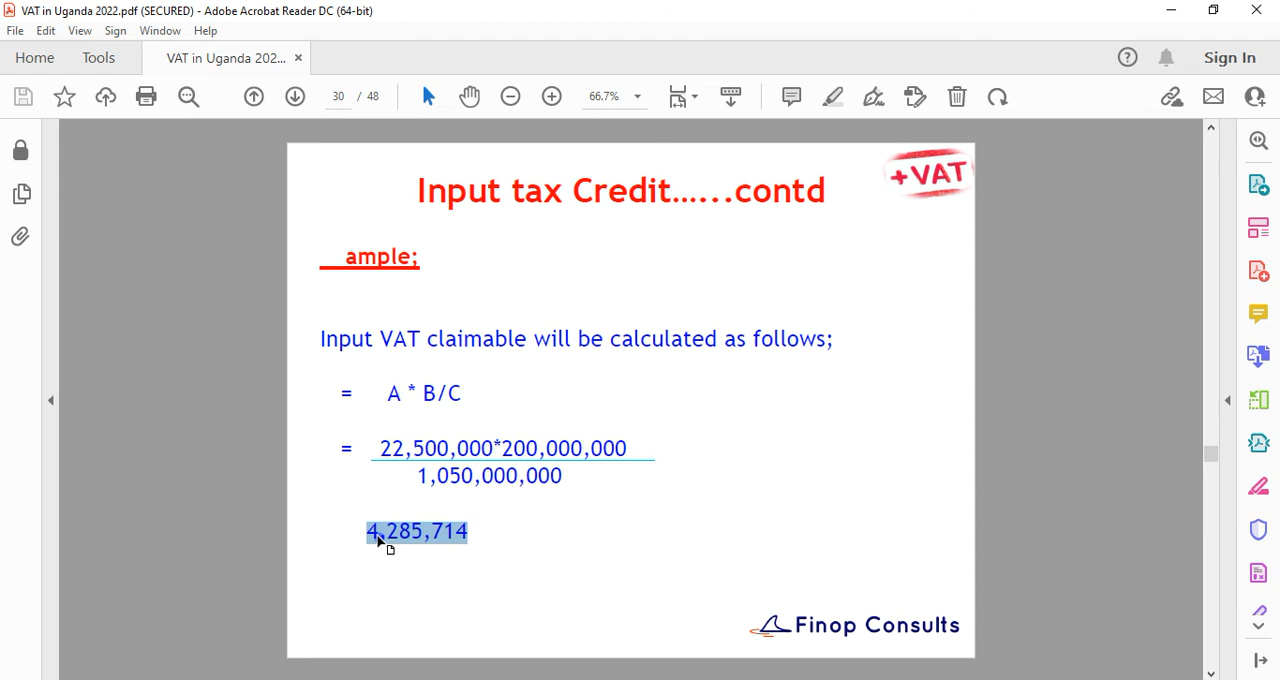 VAT in Uganda 2022.pdf (SECURED) - Adobe Acrobat Reader DC (64-bit)
File Edit View Sign Window Help
Home Tools VAT in Uganda 202... × Sign In
30 / 48 66.7%
+VAT
Input tax Credit......contd
ample;
Input VAT claimable will be calculated as follows;
= A * B/C
= 22,500,000*200,000,000
1,050,000,000
4,285,714
Finop Consults